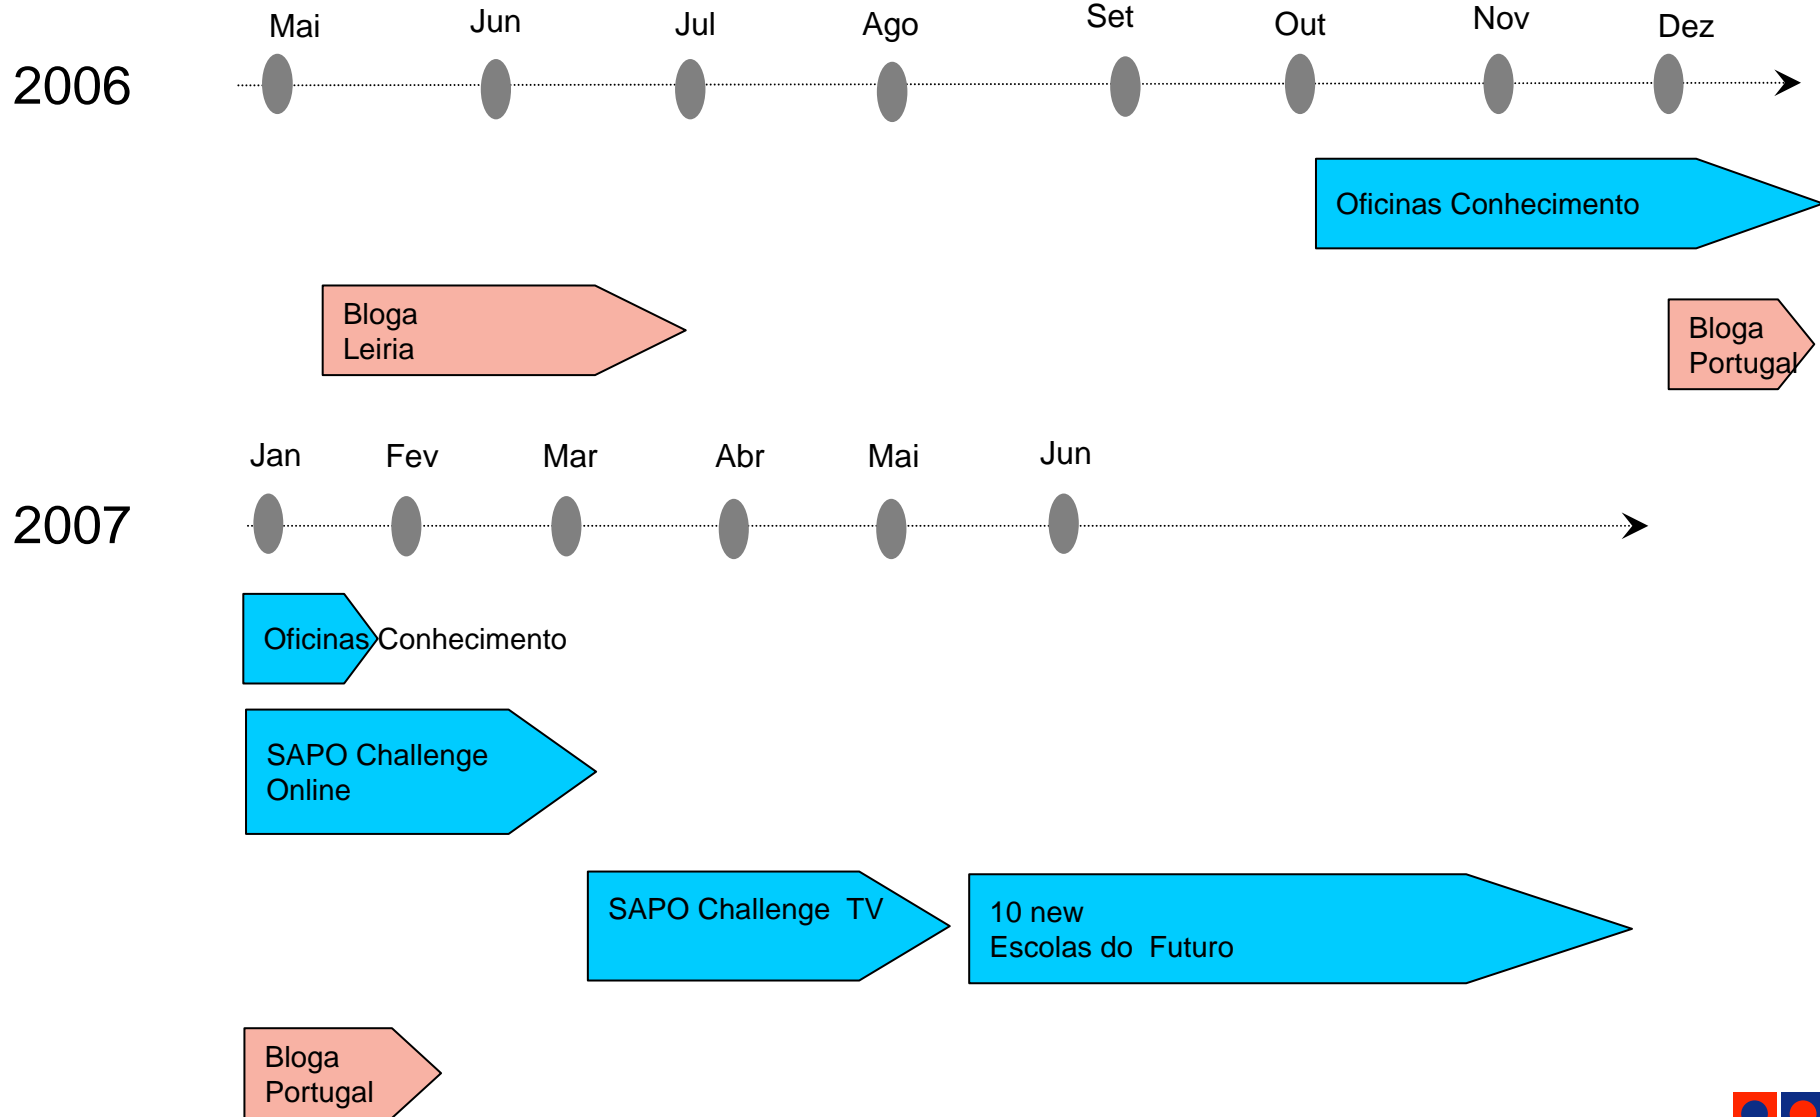 Mai Jun Jul Ago Set Out Nov Dez
2006
Oficinas Conhecimento
Bloga
Leiria
Bloga
Portugal
Jan Fev Mar Abr Mai Jun
2007
Oficinas Conhecimento
SAPO Challenge
Online
SAPO Challenge TV
10 new
Escolas do Futuro
Bloga
Portugal